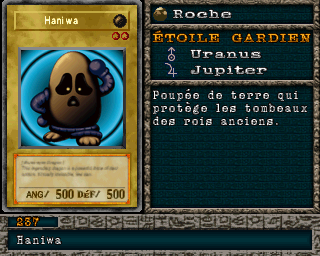 Haniwa
ANG/ 500 DÉF/ 500
Roche
ÉTOILE GARDIEN
Uranus
Jupiter
Poupée de terre qui
protège les tombeaux
des rois anciens.
237
Haniwa